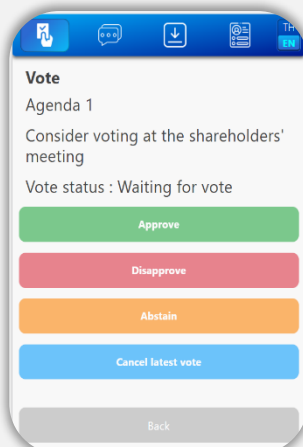 TH
EN
Vote
Agenda 1
Consider voting at the shareholders'
meeting
Vote status : Waiting for vote
Approve
Disapprove
Abstain
Cancel latest vote
Back